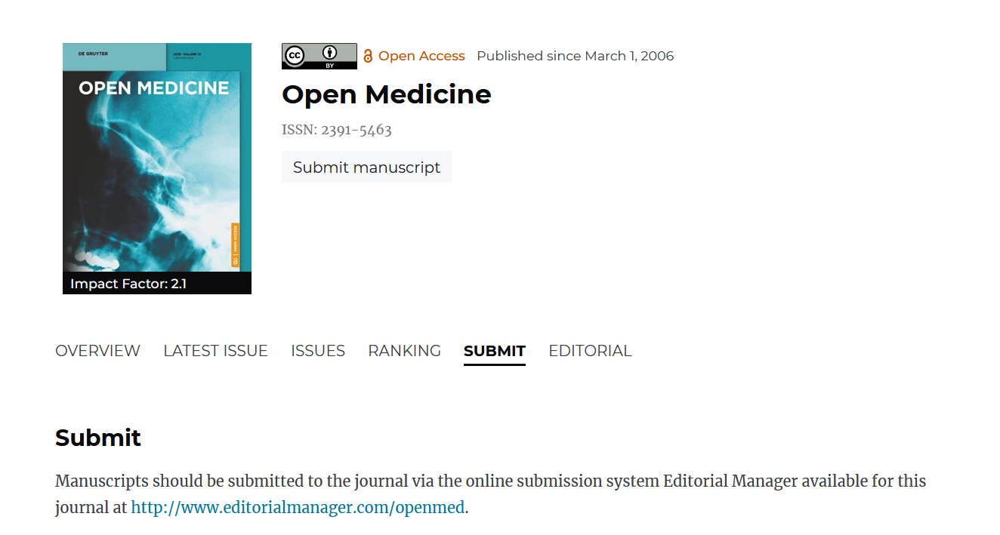 DE GRUYTER
OPEN MEDICINE
OPEN ACCESS
Impact Factor: 2.1
cc
BY
Open Access Published since March 1, 2006
Open Medicine
ISSN: 2391-5463
Submit manuscript
OVERVIEW LATEST ISSUE ISSUES RANKING SUBMIT EDITORIAL
Submit
Manuscripts should be submitted to the journal via the online submission system Editorial Manager available for this
journal at http://www.editorialmanager.com/openmed.